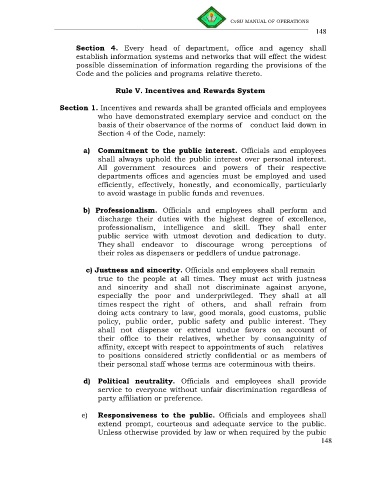 CvSU MANUAL OF OPERATIONS
148
Section 4. Every head of department, office and agency shall
establish information systems and networks that will effect the widest
possible dissemination of information regarding the provisions of the
Code and the policies and programs relative thereto.
Rule V. Incentives and Rewards System
Section 1. Incentives and rewards shall be granted officials and employees
who have demonstrated exemplary service and conduct on the
basis of their observance of the norms of conduct laid down in
Section 4 of the Code, namely:
a) Commitment to the public interest. Officials and employees
shall always uphold the public interest over personal interest.
All government resources and powers of their respective
departments offices and agencies must be employed and used
efficiently, effectively, honestly, and economically, particularly
to avoid wastage in public funds and revenues.
b) Professionalism. Officials and employees shall perform and
discharge their duties with the highest degree of excellence,
professionalism, intelligence and skill. They shall enter
public service with utmost devotion and dedication to duty.
They shall endeavor to discourage wrong perceptions of
their roles as dispensers or peddlers of undue patronage.
c) Justness and sincerity. Officials and employees shall remain
true to the people at all times. They must act with justness
and sincerity and shall not discriminate against anyone,
especially the poor and underprivileged. They shall at all
times respect the right of others, and shall refrain from
doing acts contrary to law, good morals, good customs, public
policy, public order, public safety and public interest. They
shall not dispense or extend undue favors on account of
their office to their relatives, whether by consanguinity of
affinity, except with respect to appointments of such relatives
to positions considered strictly confidential or as members of
their personal staff whose terms are coterminous with theirs.
d) Political neutrality. Officials and employees shall provide
service to everyone without unfair discrimination regardless of
party affiliation or preference.
e) Responsiveness to the public. Officials and employees shall
extend prompt, courteous and adequate service to the public.
Unless otherwise provided by law or when required by the pubic
148